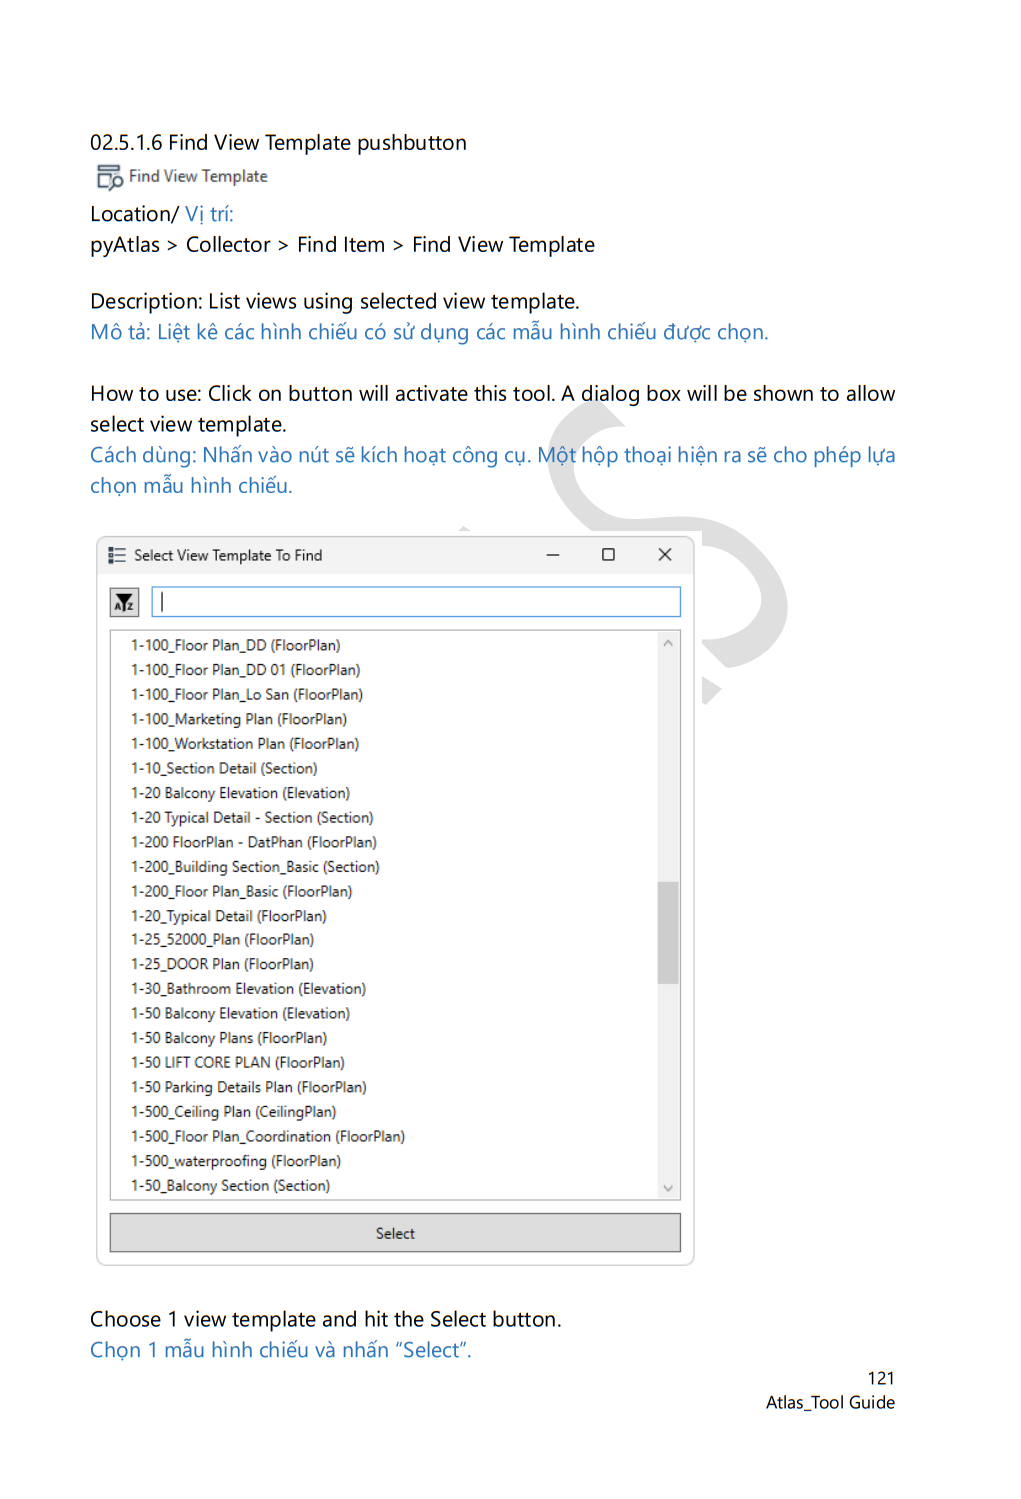 02.5.1.6 Find View Template pushbutton
Find View Template
Location/ Vị trí:
pyAtlas > Collector > Find Item > Find View Template
Description: List views using selected view template.
Mô tả: Liệt kê các hình chiếu có sử dụng các mẫu hình chiếu được chọn.
How to use: Click on button will activate this tool. A dialog box will be shown to allow
select view template.
Cách dùng: Nhấn vào nút sẽ kích hoạt công cụ. Một hộp thoại hiện ra sẽ cho phép lựa
chọn mẫu hình chiếu.
Select View Template To Find
AZ
1-100_Floor Plan_DD (FloorPlan)
1-100_Floor Plan_DD 01 (FloorPlan)
1-100_Floor Plan_Lo San (FloorPlan)
1-100_Marketing Plan (FloorPlan)
1-100_Workstation Plan (FloorPlan)
1-10_Section Detail (Section)
1-20 Balcony Elevation (Elevation)
1-20 Typical Detail - Section (Section)
1-200 FloorPlan - DatPhan (FloorPlan)
1-200_Building Section_Basic (Section)
1-200_Floor Plan_Basic (FloorPlan)
1-20_Typical Detail (FloorPlan)
1-25_52000_Plan (FloorPlan)
1-25_DOOR Plan (FloorPlan)
1-30_Bathroom Elevation (Elevation)
1-50 Balcony Elevation (Elevation)
1-50 Balcony Plans (FloorPlan)
1-50 LIFT CORE PLAN (FloorPlan)
1-50 Parking Details Plan (FloorPlan)
1-500_Ceiling Plan (CeilingPlan)
1-500_Floor Plan_Coordination (FloorPlan)
1-500_waterproofing (FloorPlan)
1-50_Balcony Section (Section)
Select
Choose 1 view template and hit the Select button.
Chọn 1 mẫu hình chiếu và nhấn “Select”.
121
Atlas_Tool Guide